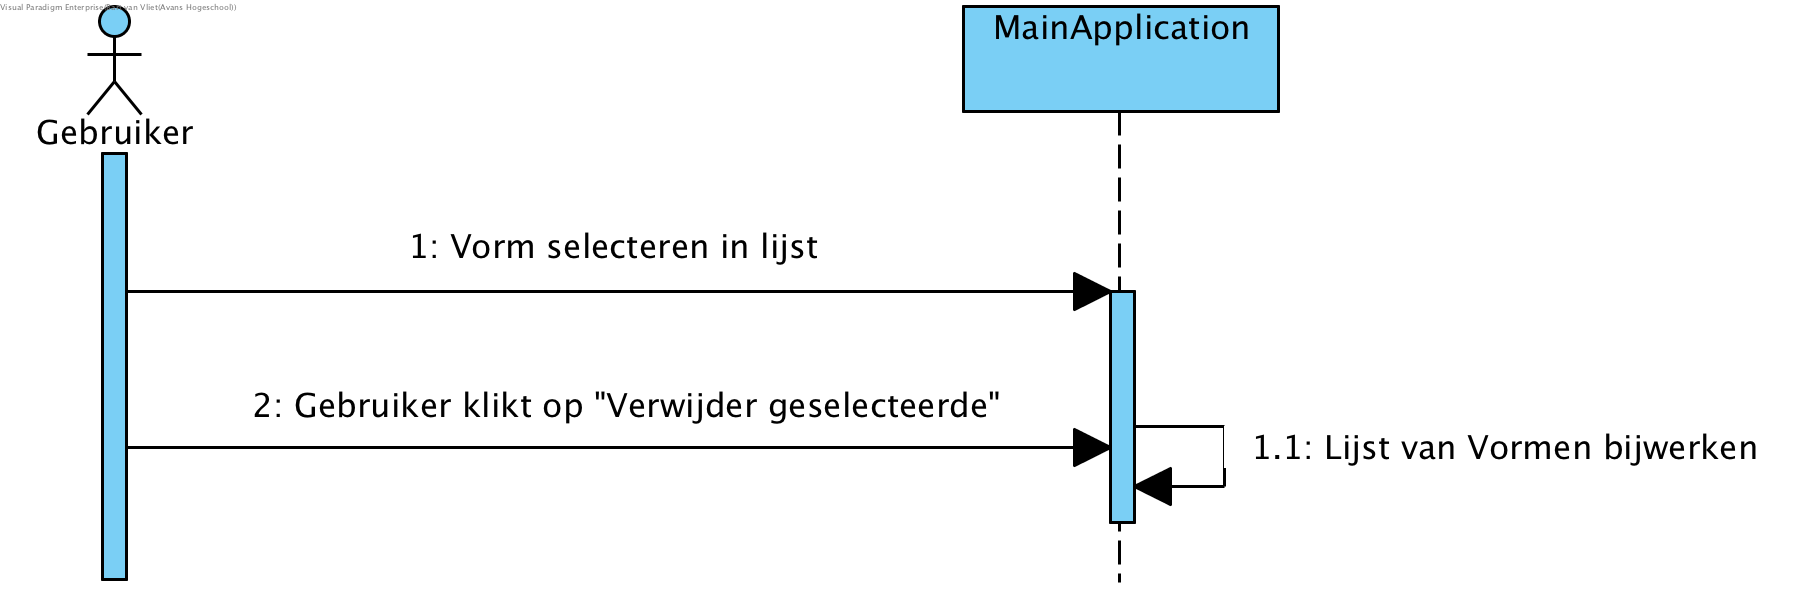 Visual Paradigm Enterprise van Vliet(Avans Hogeschool))
MainApplication
Gebruiker
1: Vorm selecteren in lijst
2: Gebruiker klikt op "Verwijder geselecteerde"
1.1: Lijst van Vormen bijwerken